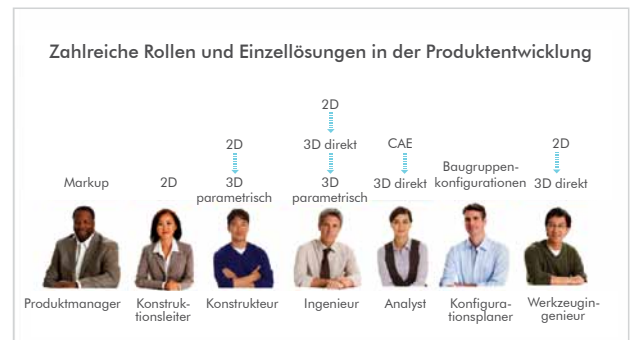 Zahlreiche Rollen und Einzellösungen in der Produktentwicklung
Markup
2D
2D
3D
parametrisch
2D
3D direkt
3D
parametrisch
CAE
3D direkt
Baugruppen-
konfigurationen
2D
3D direkt
Produktmanager
Konstruk-
tionsleiter
Konstrukteur
Ingenieur
Analyst
Konfigura-
tionsplaner
Werkzeugin-
genieur